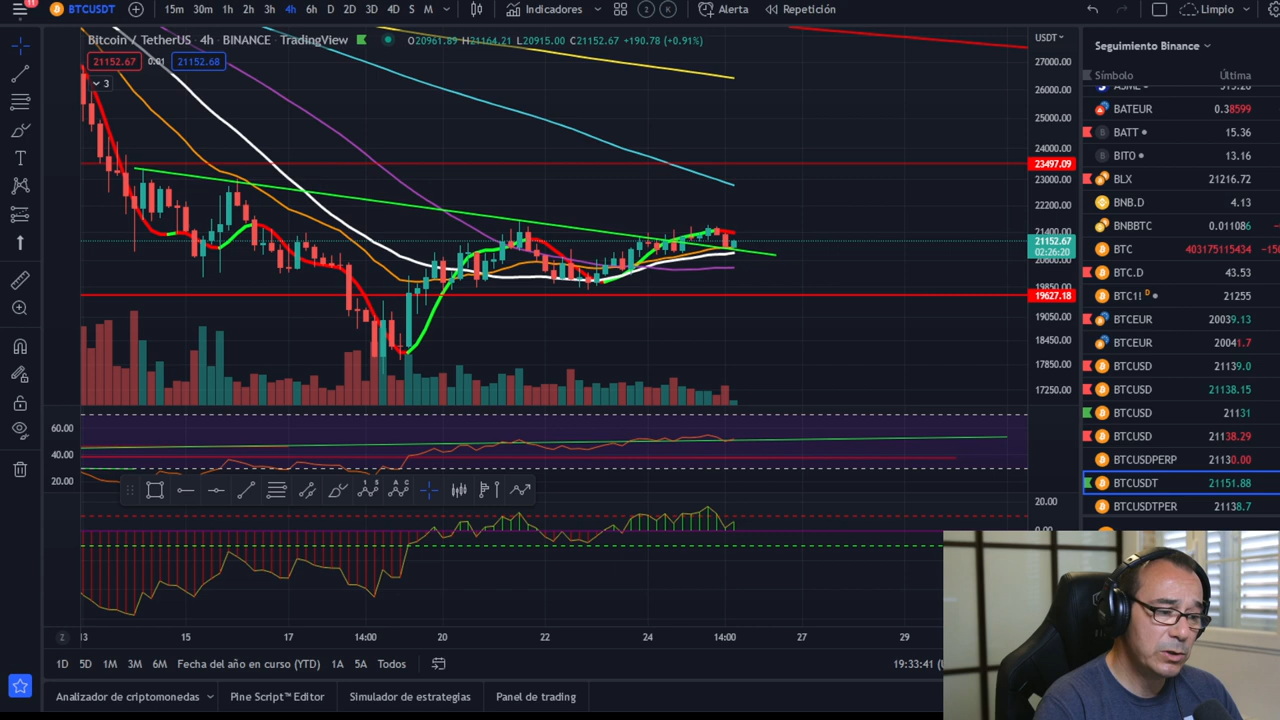 11
BTCUSDT 15m 30m 1h 2h 3h 4h 6h D 2D 3D 4D S M Indicadores 2 K Alerta Repetición Limpio
Bitcoin / TetherUS · 4h · BINANCE · TradingView O20961.89 H21164.21 L20915.00 C21152.67 +190.78 (+0.91%)
21152.67 0.01 21152.68
3
USDT
27000.00
26000.00
25000.00
24000.00
23497.09
23000.00
22200.00
21400.00
21152.67
02:26:20
20600.00
19850.00
19627.18
19050.00
18450.00
17850.00
17250.00
60.00
40.00
20.00
20.00
0.00
Z 13 15 17 14:00 20 22 24 14:00 27 29
1D 5D 1M 3M 6M Fecha del año en curso (YTD) 1A 5A Todos 19:33:41
Analizador de criptomonedas Pine Script™ Editor Simulador de estrategias Panel de trading
Seguimiento Binance
Símbolo Última
BATEUR 0.38599
BATT 15.36
BITO 13.16
BLX 21216.72
BNB.D 4.13
BNBBTC 0.011086
BTC 403175115434
BTC.D 43.53
BTC1! D 21255
BTCEUR 20039.13
BTCEUR 20041.7
BTCUSD 21139.0
BTCUSD 21138.15
BTCUSD 21131
BTCUSD 21138.29
BTCUSDPERP 21130.00
BTCUSDT 21151.88
BTCUSDTPER 21138.7